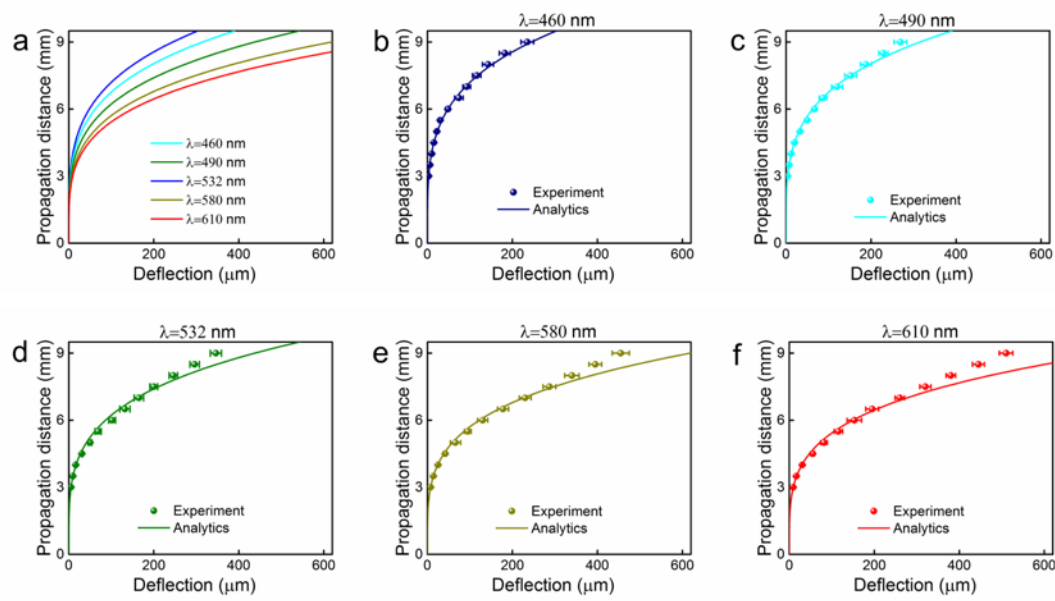 a
Propagation distance (mm)
9
6
3
0
λ=460 nm
λ=490 nm
λ=532 nm
λ=580 nm
λ=610 nm
0 200 400 600
Deflection (μm)
b
λ=460 nm
Propagation distance (mm)
9
6
3
0
Experiment
Analytics
0 200 400 600
Deflection (μm)
c
λ=490 nm
Propagation distance (mm)
9
6
3
0
Experiment
Analytics
0 200 400 600
Deflection (μm)
d
λ=532 nm
Propagation distance (mm)
9
6
3
0
Experiment
Analytics
0 200 400 600
Deflection (μm)
e
λ=580 nm
Propagation distance (mm)
9
6
3
0
Experiment
Analytics
0 200 400 600
Deflection (μm)
f
λ=610 nm
Propagation distance (mm)
9
6
3
0
Experiment
Analytics
0 200 400 600
Deflection (μm)